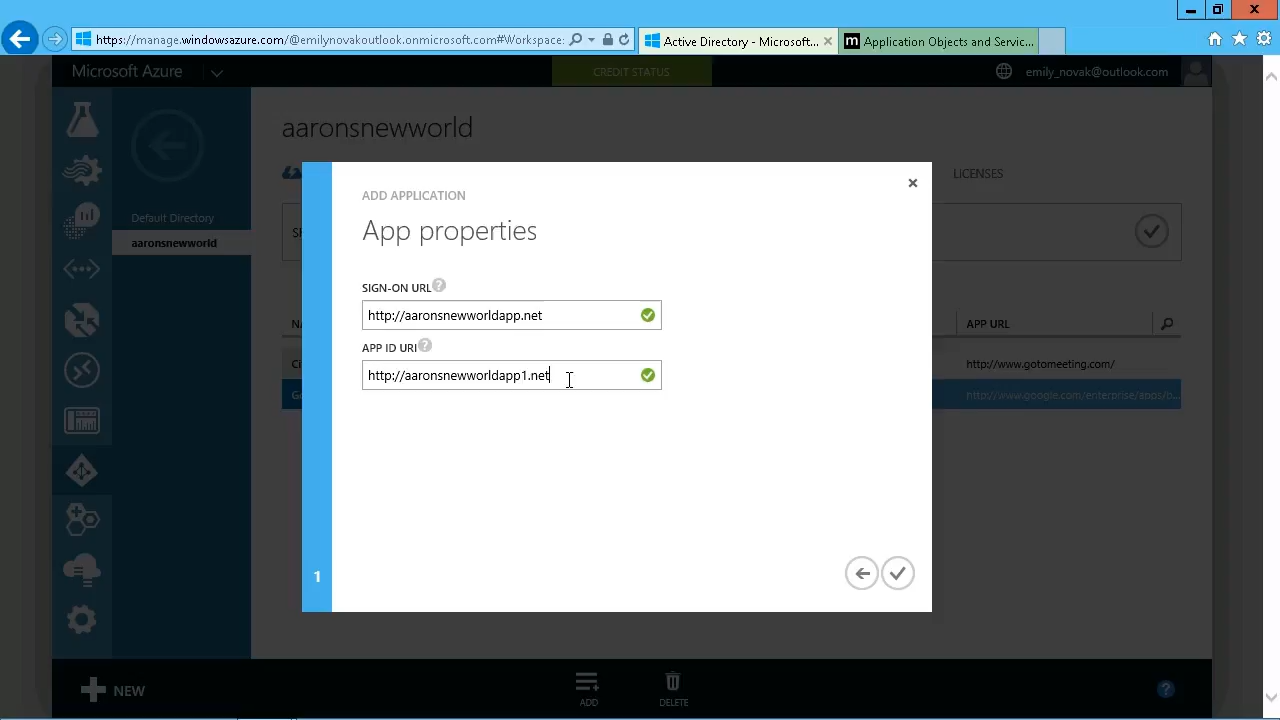 https://manage.windowsazure.com/@emilynovakoutlook.onmicrosoft.com#Workspace:
Active Directory - Microsoft...
Application Objects and Servic...
Microsoft Azure
CREDIT STATUS
emily_novak@outlook.com
aaronsnewworld
LICENSES
Default Directory
aaronsnewworld
ADD APPLICATION
App properties
SIGN-ON URL
http://aaronsnewworldapp.net
APP ID URI
http://aaronsnewworldapp1.net
APP URL
http://www.gotomeeting.com/
http://www.google.com/enterprise/apps/b...
1
NEW
ADD
DELETE